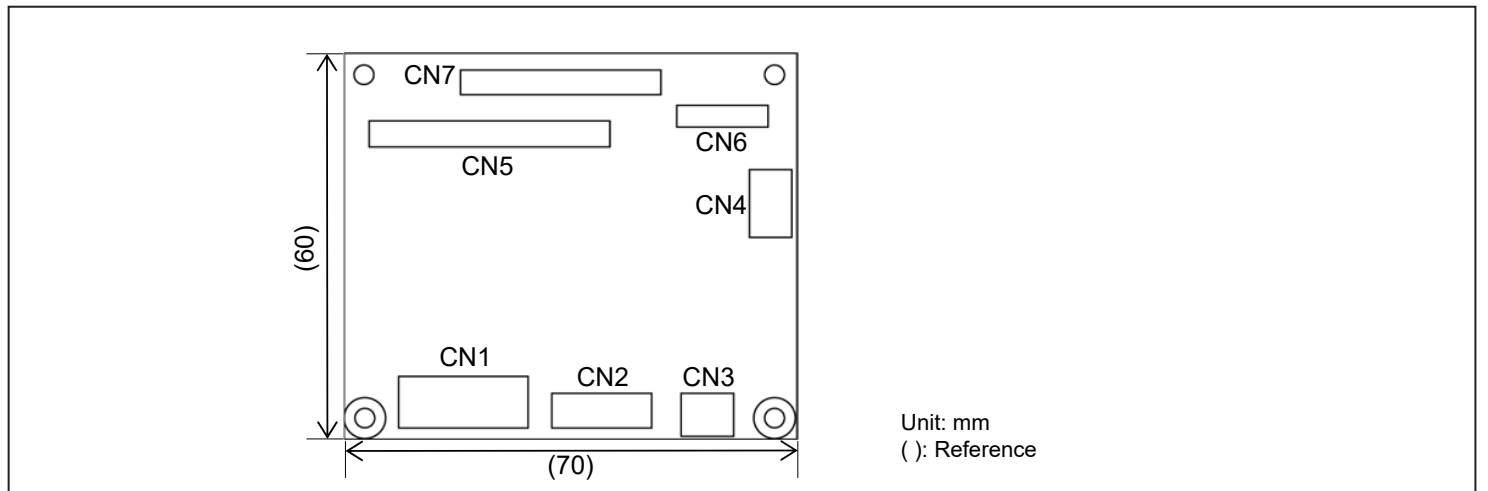 CN7
CN6
CN5
CN4
(60)
CN1
CN2
CN3
(70)
Unit: mm
( ): Reference